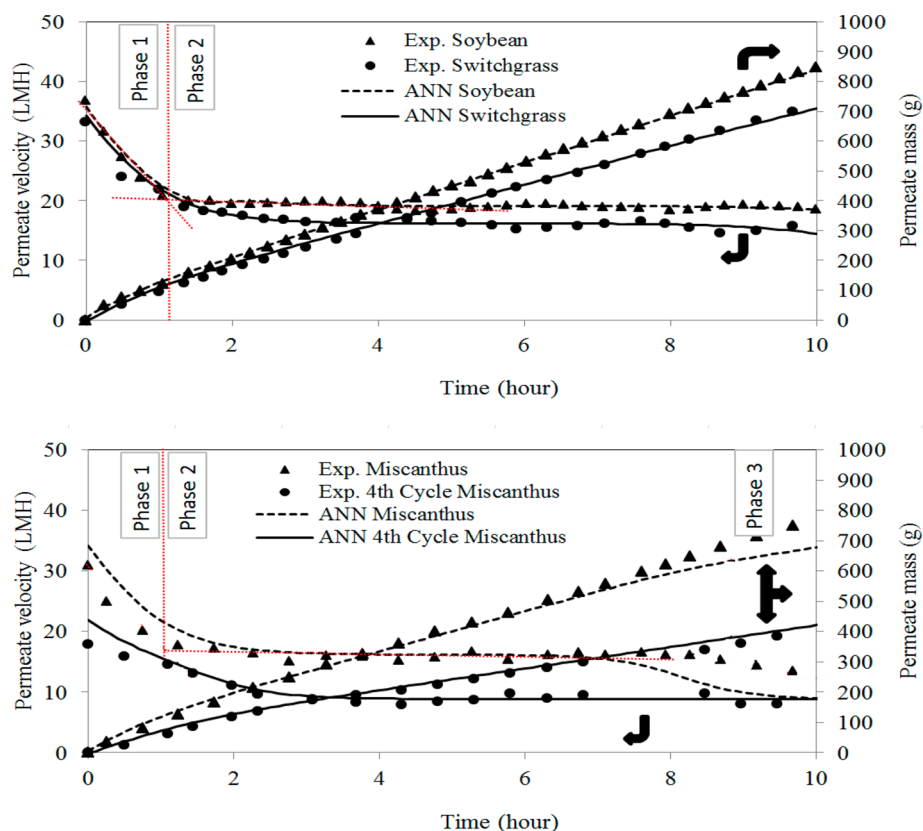 50
40
30
20
10
0
Permeate velocity (LMH)
Phase 1
Phase 2
Exp. Soybean
Exp. Switchgrass
ANN Soybean
ANN Switchgrass
1000
900
800
700
600
500
400
300
200
100
0
Permeate mass (g)
0 2 4 6 8 10
Time (hour)
50
40
30
20
10
0
Permeate velocity (LMH)
Phase 1
Phase 2
Exp. Miscanthus
Exp. 4th Cycle Miscanthus
ANN Miscanthus
ANN 4th Cycle Miscanthus
Phase 3
1000
900
800
700
600
500
400
300
200
100
0
Permeate mass (g)
0 2 4 6 8 10
Time (hour)